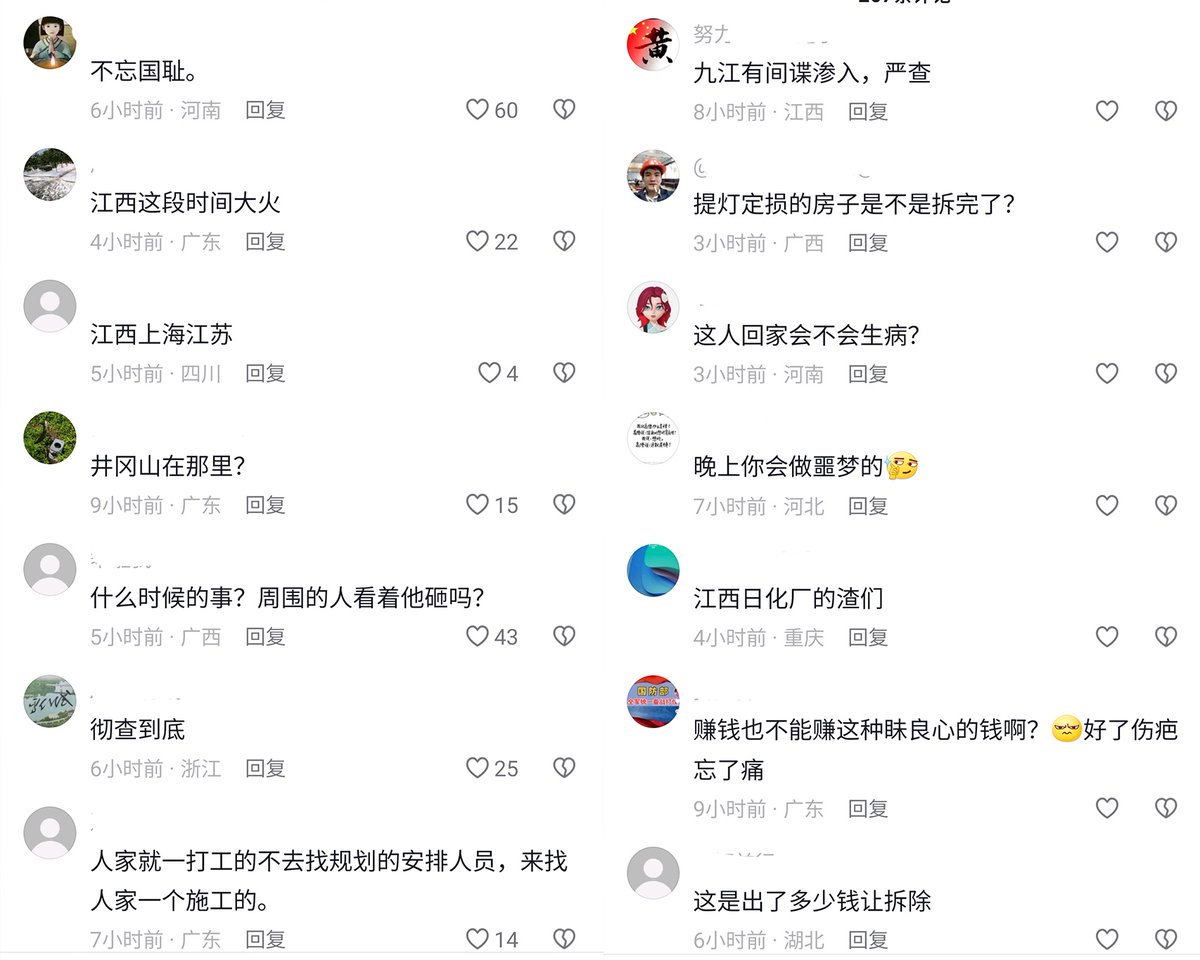 不忘国耻。
6小时前 · 河南 回复 60
江西这段时间大火
4小时前 · 广东 回复 22
江西上海江苏
5小时前 · 四川 回复 4
井冈山在那里？
9小时前 · 广东 回复 15
什么时候的事？周围的人看着他砸吗？
5小时前 · 广西 回复 43
彻查到底
6小时前 · 浙江 回复 25
人家就一打工的不去找规划的安排人员，来找
人家一个施工的。
7小时前 · 广东 回复 14
黄
努力
九江有间谍渗入，严查
8小时前 · 江西 回复
提灯定损的房子是不是拆完了？
3小时前 · 广西 回复
这人回家会不会生病？
3小时前 · 河南 回复
晚上你会做噩梦的
7小时前 · 河北 回复
江西日化厂的渣们
4小时前 · 重庆 回复
国防部
赚钱也不能赚这种昧良心的钱啊？好了伤疤
忘了痛
9小时前 · 广东 回复
这是出了多少钱让拆除
6小时前 · 湖北 回复